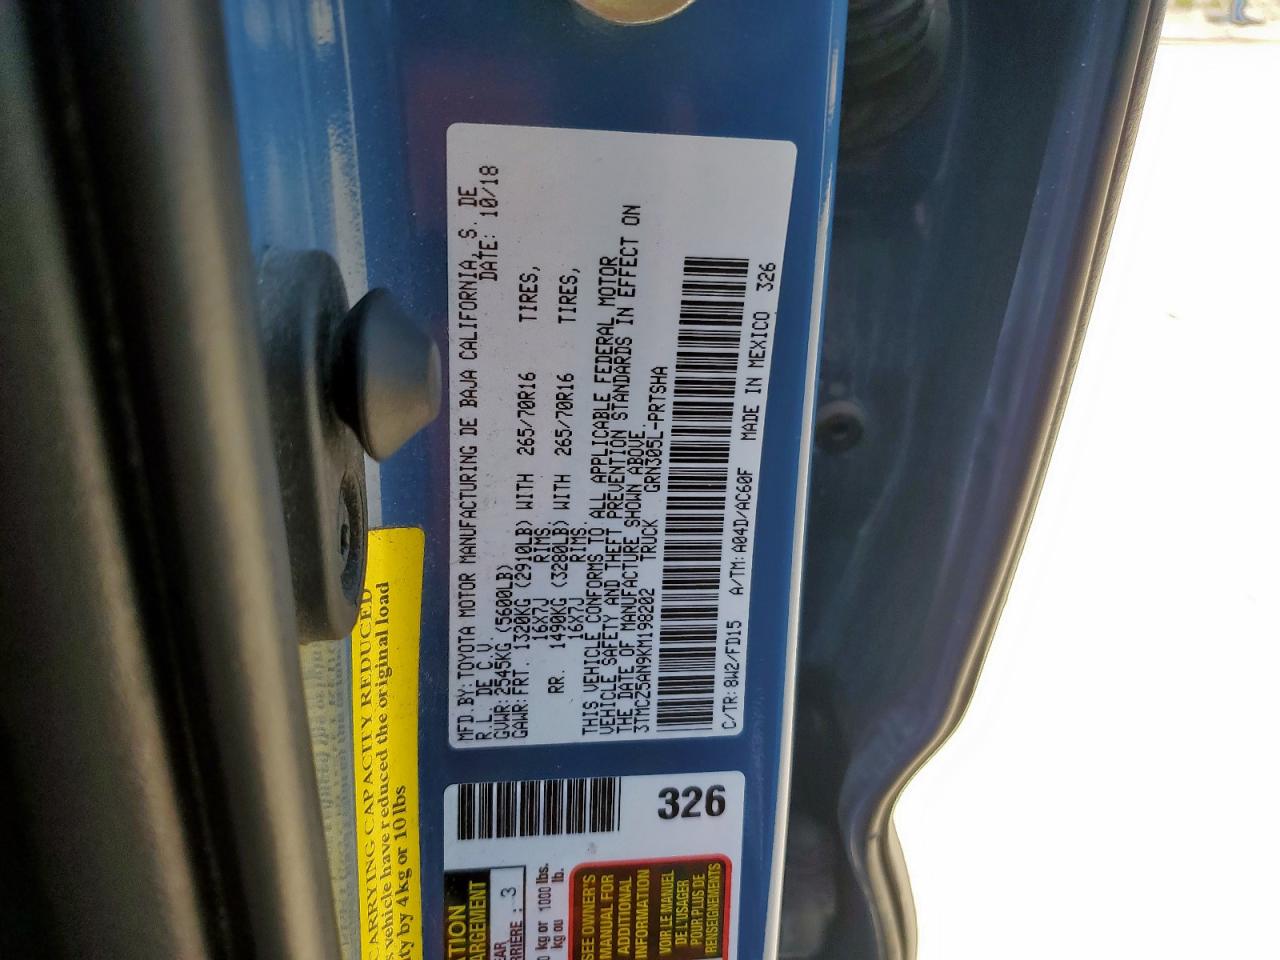 MFD.BY:TOYOTA MOTOR MANUFACTURING DE BAJA CALIFORNIA, S. DE
R.L. DE C.V. DATE: 10/18
GVWR:2545KG (5600LB)
GAWR:FRT. 1320KG (2910LB) WITH 265/70R16 TIRES,
16X7J RIMS.
RR. 1490KG (3280LB) WITH 265/70R16 TIRES,
16X7J RIMS.
THIS VEHICLE CONFORMS TO ALL APPLICABLE FEDERAL MOTOR
VEHICLE SAFETY AND THEFT PREVENTION STANDARDS IN EFFECT ON
THE DATE OF MANUFACTURE SHOWN ABOVE.
3TMCZ5AN9KM198202 TRUCK GRN305L-PRTSHA
C/TR:8W2/FD15 A/TM:A04D/AC60F MADE IN MEXICO 326
326
CARRYING CAPACITY REDUCED
vehicle have reduced the original load
by 4kg or 10lbs
3
kg or 1000 lbs.
kg ou lb.
SEE OWNER'S
MANUAL FOR
ADDITIONAL
INFORMATION
VOIR LE MANUEL
DE L'USAGER
POUR PLUS DE
RENSEIGNEMENTS